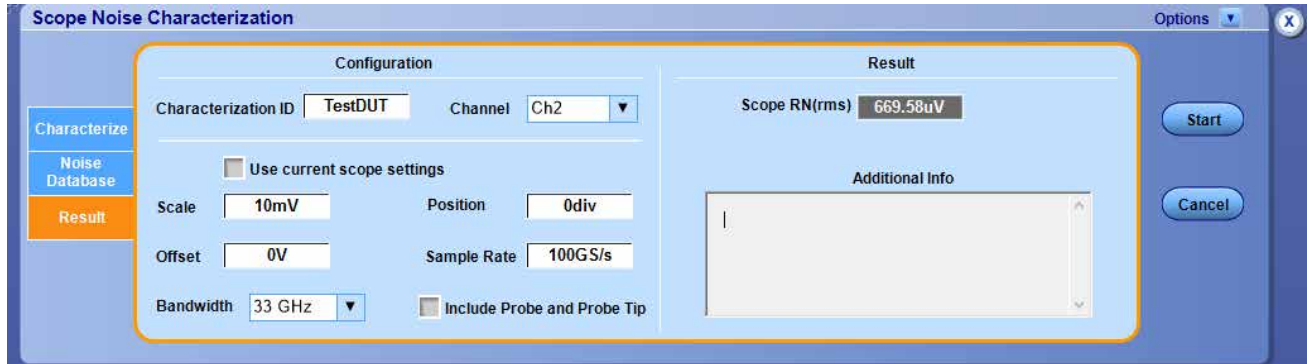 Scope Noise Characterization
Options
X
Characterize
Noise
Database
Result
Configuration
Characterization ID TestDUT Channel Ch2
Use current scope settings
Scale 10mV Position 0div
Offset 0V Sample Rate 100GS/s
Bandwidth 33 GHz Include Probe and Probe Tip
Result
Scope RN(rms) 669.58uV
Additional Info
Start
Cancel